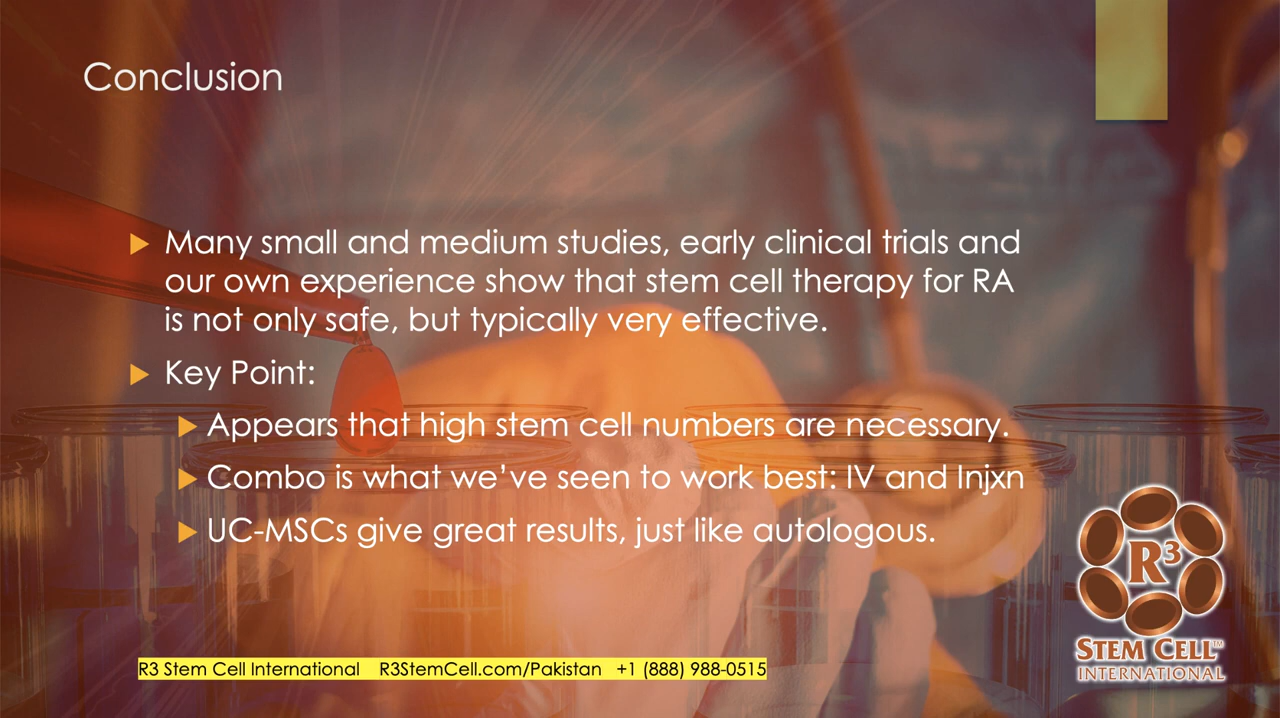 Conclusion
Many small and medium studies, early clinical trials and
our own experience show that stem cell therapy for RA
is not only safe, but typically very effective.
Key Point:
Appears that high stem cell numbers are necessary.
Combo is what we've seen to work best: IV and Injxn
UC-MSCs give great results, just like autologous.
R3 Stem Cell International R3StemCell.com/Pakistan +1 (888) 988-0515
R³
STEM CELL™
INTERNATIONAL